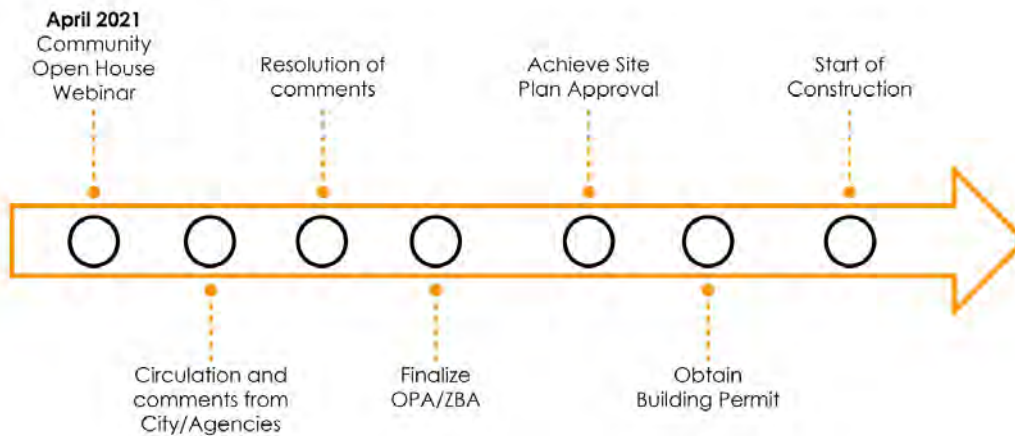 April 2021
Community
Open House
Webinar
Resolution of
comments
Achieve Site
Plan Approval
Start of
Construction
Circulation and
comments from
City/Agencies
Finalize
OPA/ZBA
Obtain
Building Permit